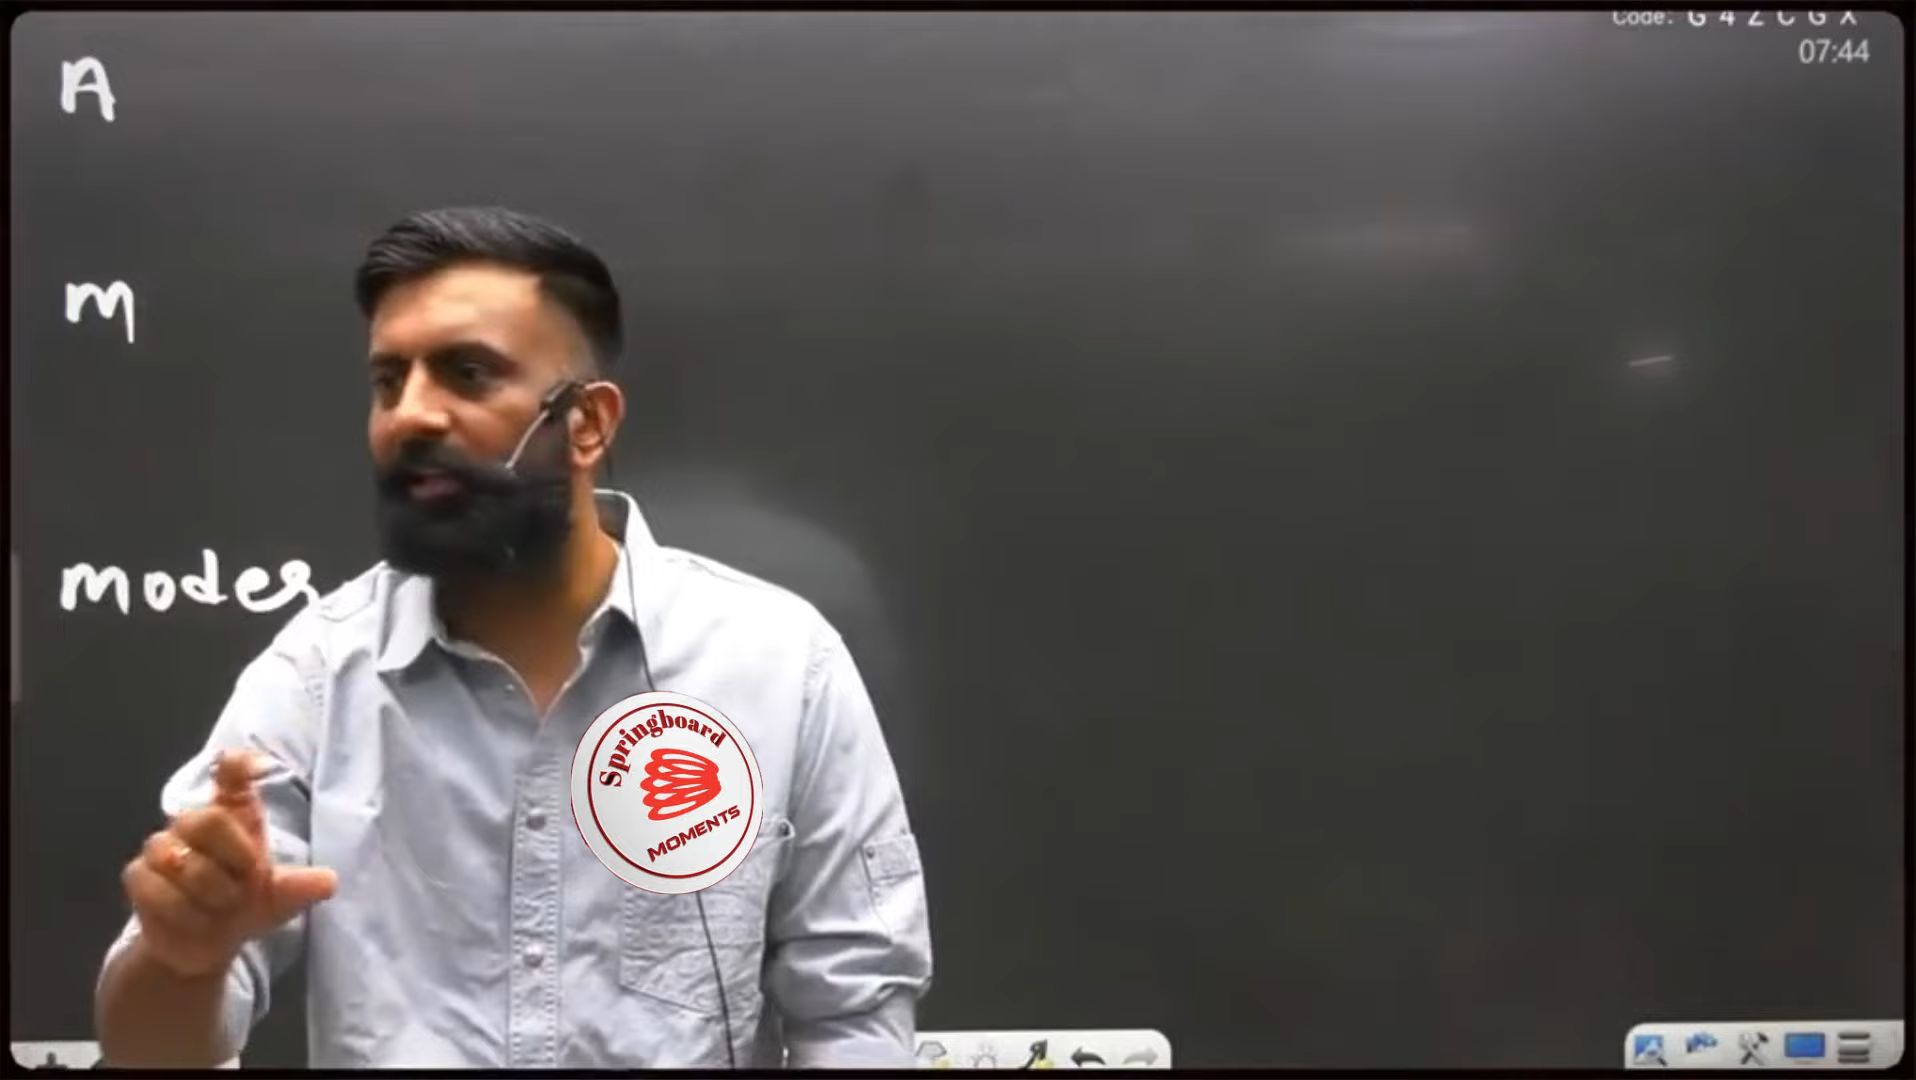 Code: G 4 Z C G X
07:44
A
M
moder
Springboard
MOMENTS